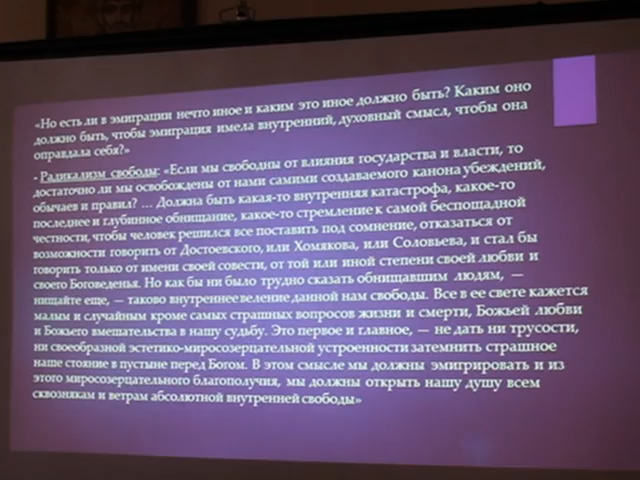 «Но есть ли в эмиграции нечто иное и каким это иное должно быть? Каким оно
должно быть, чтобы эмиграция имела внутренний, духовный смысл, чтобы она
оправдала себя?»
- Радикализм свободы: «Если мы свободны от влияния государства и власти, то
достаточно ли мы освобождены от нами самими создаваемого канона убеждений,
обычаев и правил? ... Должна быть какая-то внутренняя катастрофа, какое-то
последнее и глубинное обнищание, какое-то стремление к самой беспощадной
честности, чтобы человек решился все поставить под сомнение, отказаться от
возможности говорить от Достоевского, или Хомякова, или Соловьева, и стал бы
говорить только от имени своей совести, от той или иной степени своей любви и
своего Боговеденья. Но как бы ни было трудно сказать обнищавшим людям, —
нищайте еще, — таково внутреннее веление данной нам свободы. Все в ее свете кажется
малым и случайным кроме самых страшных вопросов жизни и смерти, Божьей любви
и Божьего вмешательства в нашу судьбу. Это первое и главное, — не дать ни трусости,
ни своеобразной эстетико-миросозерцательной устроенности затемнить страшное
наше стояние в пустыне перед Богом. В этом смысле мы должны эмигрировать и из
этого миросозерцательного благополучия, мы должны открыть нашу душу всем
сквознякам и ветрам абсолютной внутренней свободы»